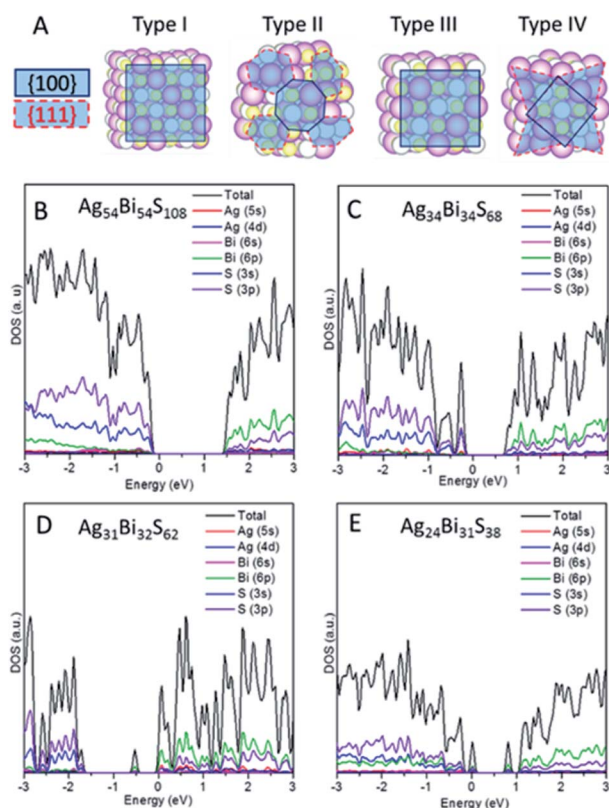 A Type I Type II Type III Type IV
{100}
{111}
B Ag54Bi54S108
Total
Ag (5s)
Ag (4d)
Bi (6s)
Bi (6p)
S (3s)
S (3p)
DOS (a. u)
-3 -2 -1 0 1 2 3
Energy (eV)
C Ag34Bi34S68
Total
Ag (5s)
Ag (4d)
Bi (6s)
Bi (6p)
S (3s)
S (3p)
DOS (a.u.)
-3 -2 -1 0 1 2 3
Energy (eV)
D Ag31Bi32S62
Total
Ag (5s)
Ag (4d)
Bi (6s)
Bi (6p)
S (3s)
S (3p)
DOS (a.u.)
-3 -2 -1 0 1 2 3
Energy (eV)
E Ag24Bi31S38
Total
Ag (5s)
Ag (4d)
Bi (6s)
Bi (6p)
S (3s)
S (3p)
DOS (a.u.)
-3 -2 -1 0 1 2 3
Energy (eV)